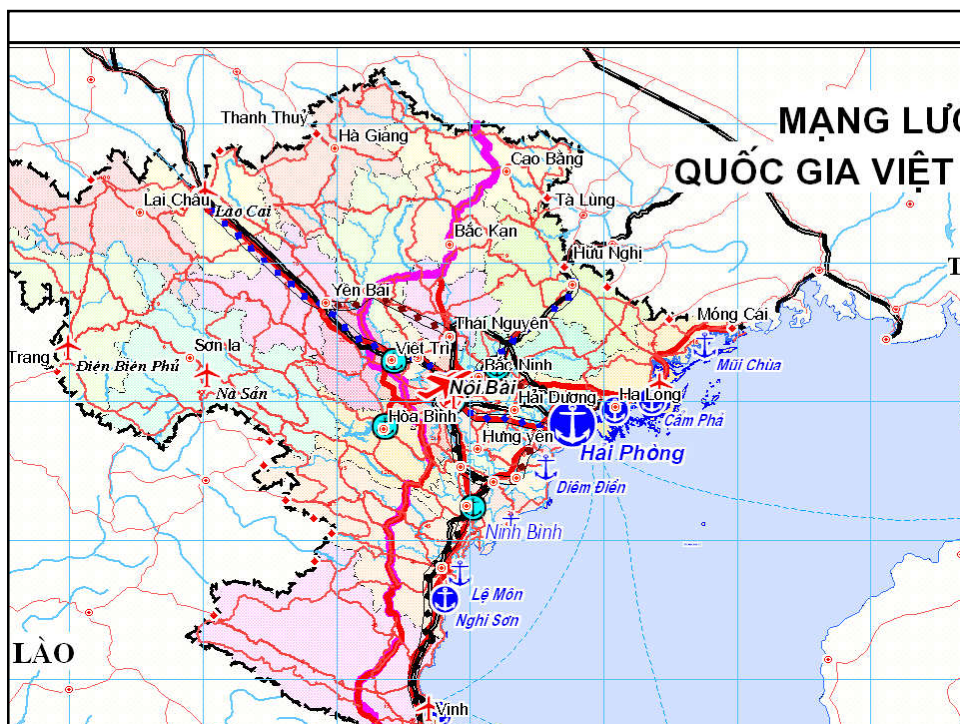 MẠNG LƯỚ
QUỐC GIA VIỆT
Thanh Thuỷ
Hà Giang
Cao Bằng
Tà Lùng
Lai Châu
Lào Cai
Bắc Kan
Hữu Nghị
T
Yên Bái
Móng Cái
Thái Nguyên
Trang
Sơn la
Việt Trì
Mũi Chùa
Điện Biên Phủ
Bắc Ninh
Nà Sản
Nội Bài
Hải Dương
Hạ Long
Hòa Bình
Cẩm Phả
Hưng yên
Hải Phòng
Diêm Điền
Ninh Bình
Lệ Môn
Nghi Sơn
LÀO
Vinh